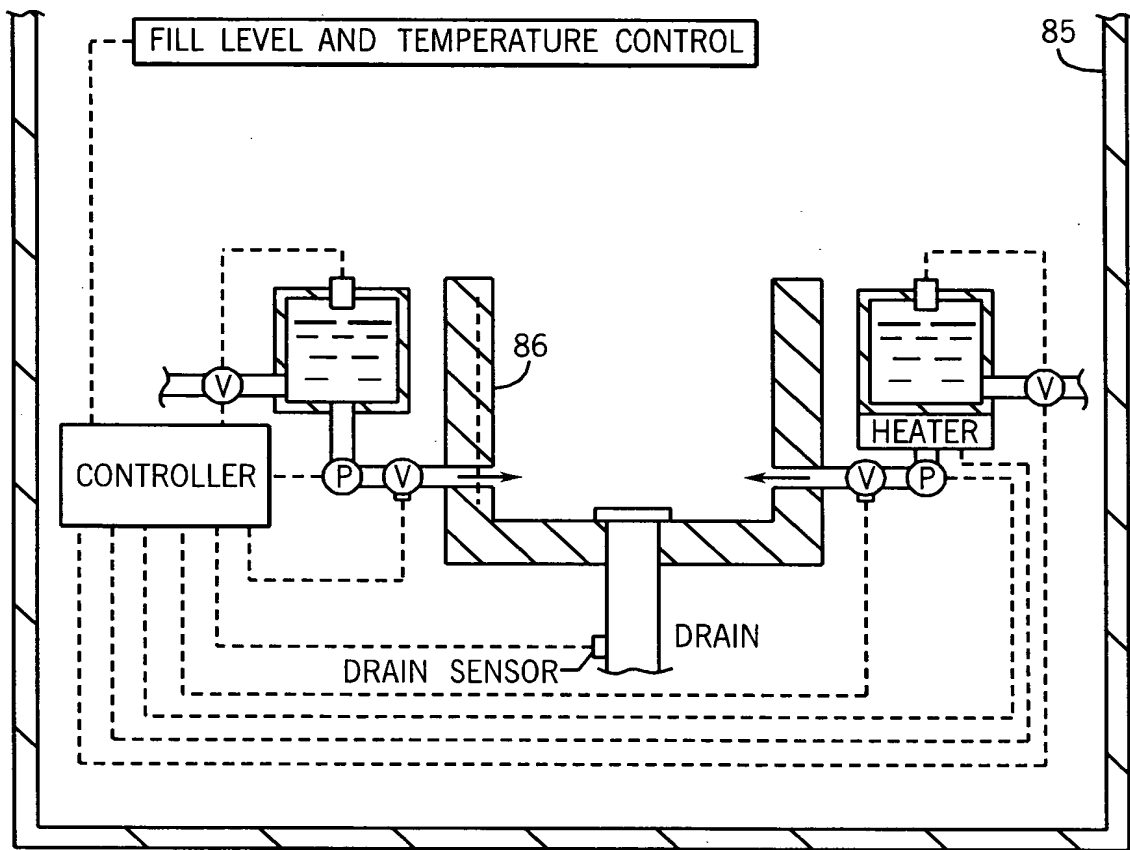 FILL LEVEL AND TEMPERATURE CONTROL
85
86
V
V
HEATER
CONTROLLER
P
V
V
P
DRAIN
DRAIN SENSOR